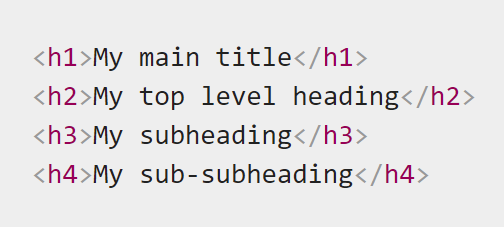 <h1>My main title</h1>
<h2>My top level heading</h2>
<h3>My subheading</h3>
<h4>My sub-subheading</h4>